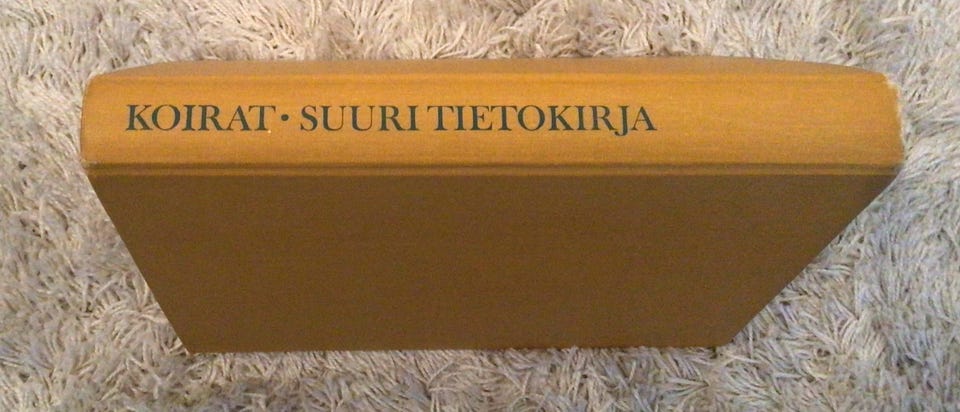 KOIRAT · SUURI TIETOKIRJA